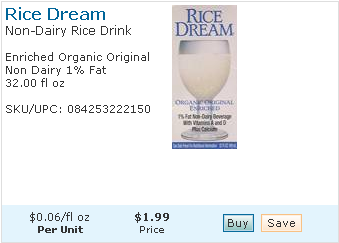 Rice Dream
Non-Dairy Rice Drink
Enriched Organic Original
Non Dairy 1% Fat
32.00 fl oz
SKU/UPC: 084253222150
RICE
DREAM
ORGANIC ORIGINAL
ENRICHED
1% Fat Non-Dairy Beverage
With Vitamins A and D
Plus Calcium
$0.06/fl oz
Per Unit
$1.99
Price
Buy
Save